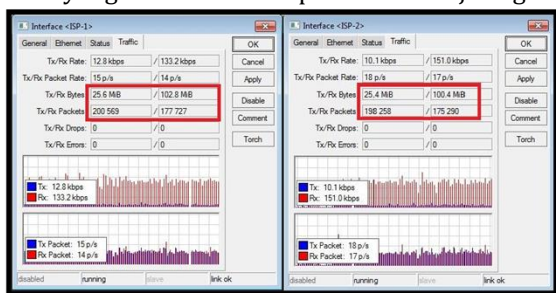 Interface <ISP-1>
General Ethernet Status Traffic
Tx/Rx Rate: 12.8 kbps / 133.2 kbps
Tx/Rx Packet Rate: 15 p/s / 14 p/s
Tx/Rx Bytes: 25.6 MiB / 102.8 MiB
Tx/Rx Packets: 200 569 / 177 727
Tx/Rx Drops: 0 / 0
Tx/Rx Errors: 0 / 0
OK
Cancel
Apply
Disable
Comment
Torch
Tx: 12.8 kbps
Rx: 133.2 kbps
Tx Packet: 15 p/s
Rx Packet: 14 p/s
disabled running slave link ok
Interface <ISP-2>
General Ethernet Status Traffic
Tx/Rx Rate: 10.1 kbps / 151.0 kbps
Tx/Rx Packet Rate: 18 p/s / 17 p/s
Tx/Rx Bytes: 25.4 MiB / 100.4 MiB
Tx/Rx Packets: 198 258 / 175 290
Tx/Rx Drops: 0 / 0
Tx/Rx Errors: 0 / 0
OK
Cancel
Apply
Disable
Comment
Torch
Tx: 10.1 kbps
Rx: 151.0 kbps
Tx Packet: 18 p/s
Rx Packet: 17 p/s
disabled running slave link ok